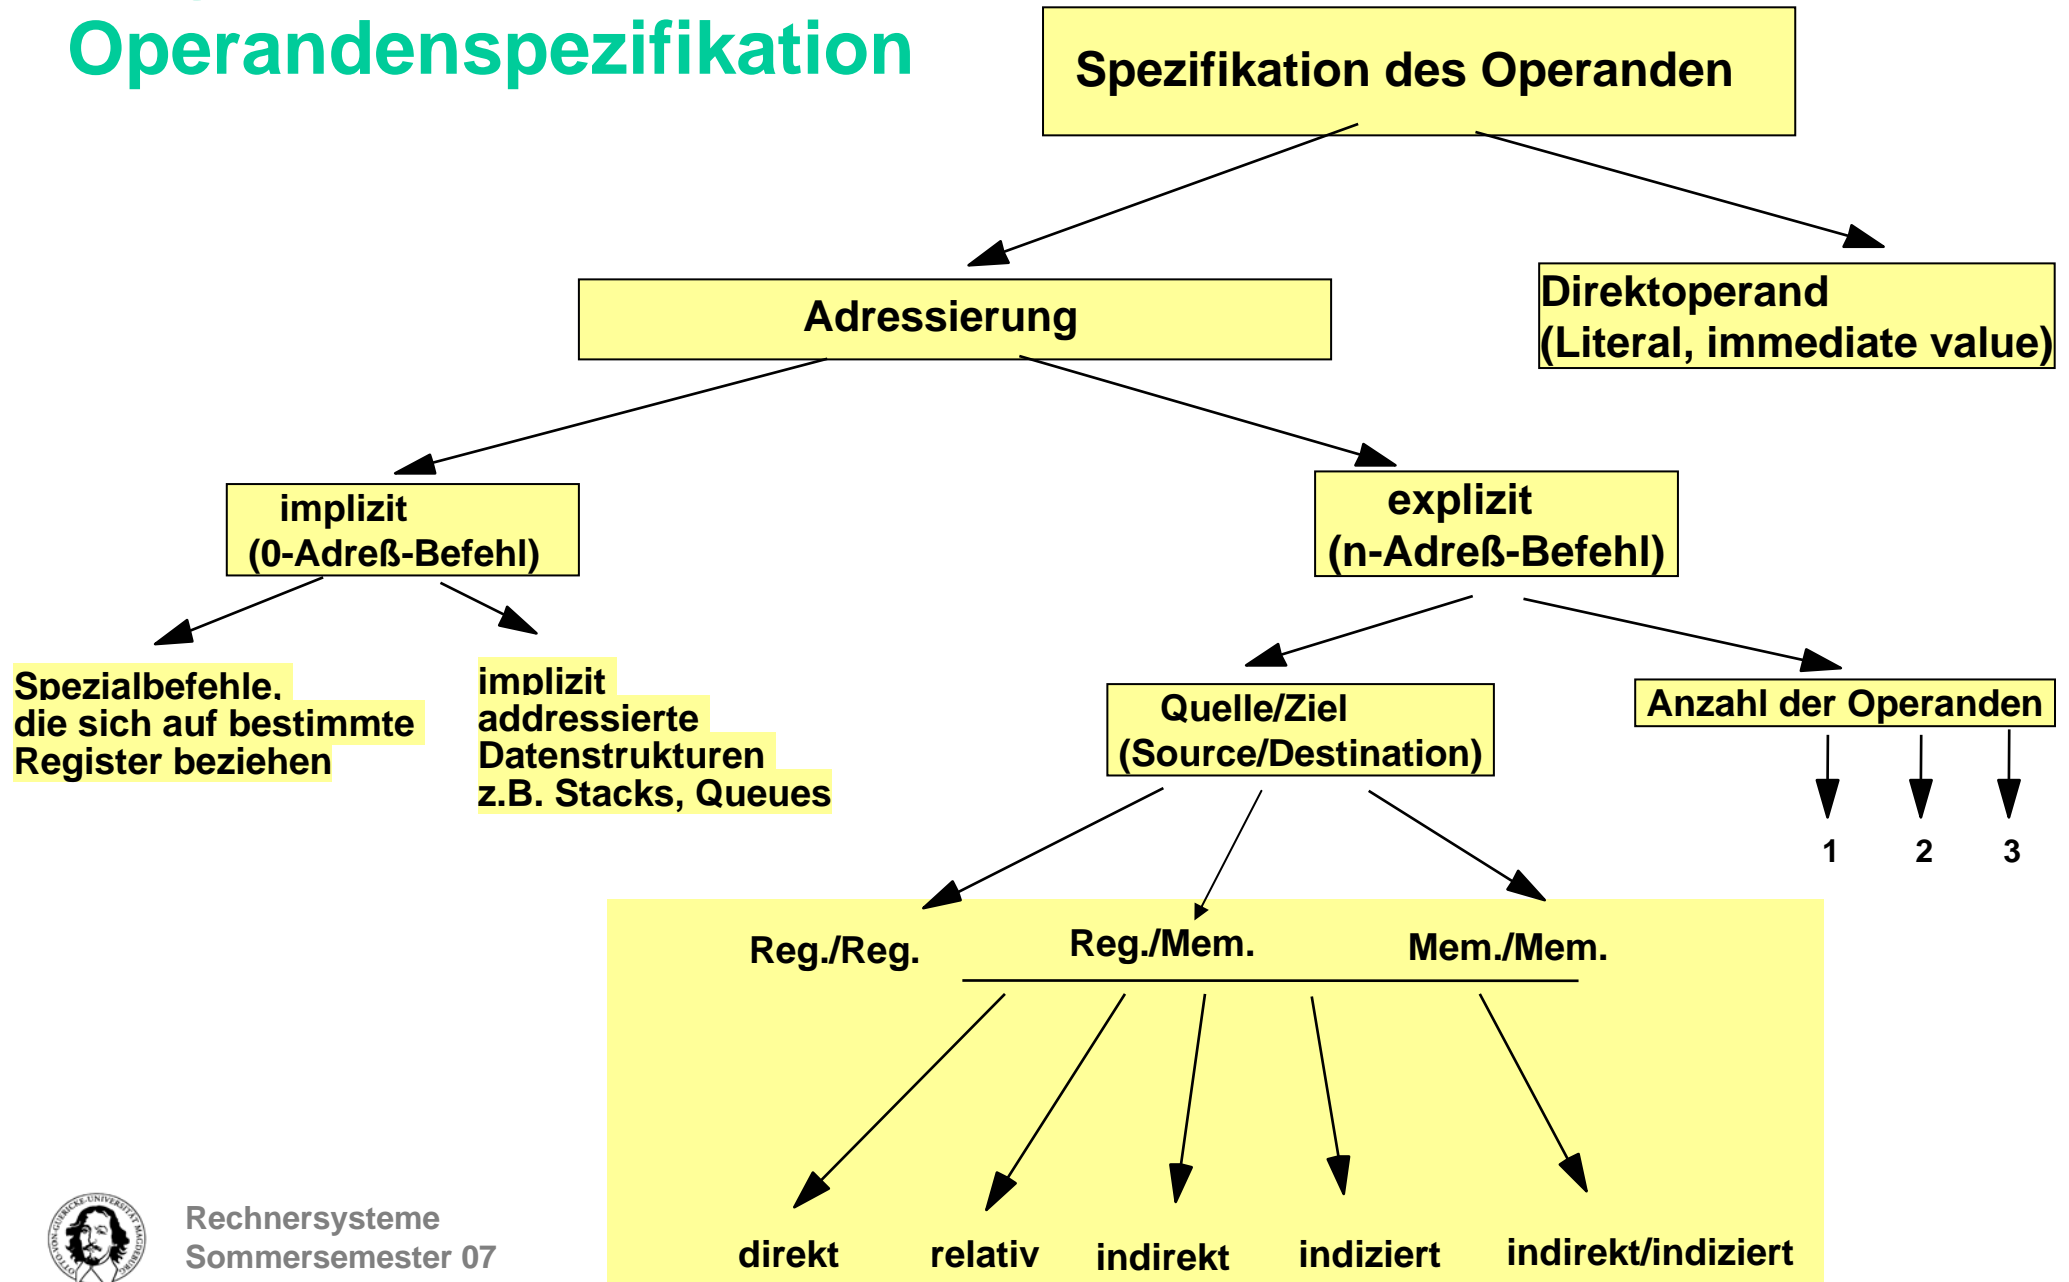 Operandenspezifikation
Spezifikation des Operanden
Adressierung
Direktoperand
(Literal, immediate value)
implizit
(0-Adreß-Befehl)
explizit
(n-Adreß-Befehl)
Spezialbefehle,
die sich auf bestimmte
Register beziehen
implizit
addressierte
Datenstrukturen
z.B. Stacks, Queues
Quelle/Ziel
(Source/Destination)
Anzahl der Operanden
1 2 3
Reg./Reg. Reg./Mem. Mem./Mem.
direkt relativ indirekt indiziert indirekt/indiziert
Rechnersysteme
Sommersemester 07